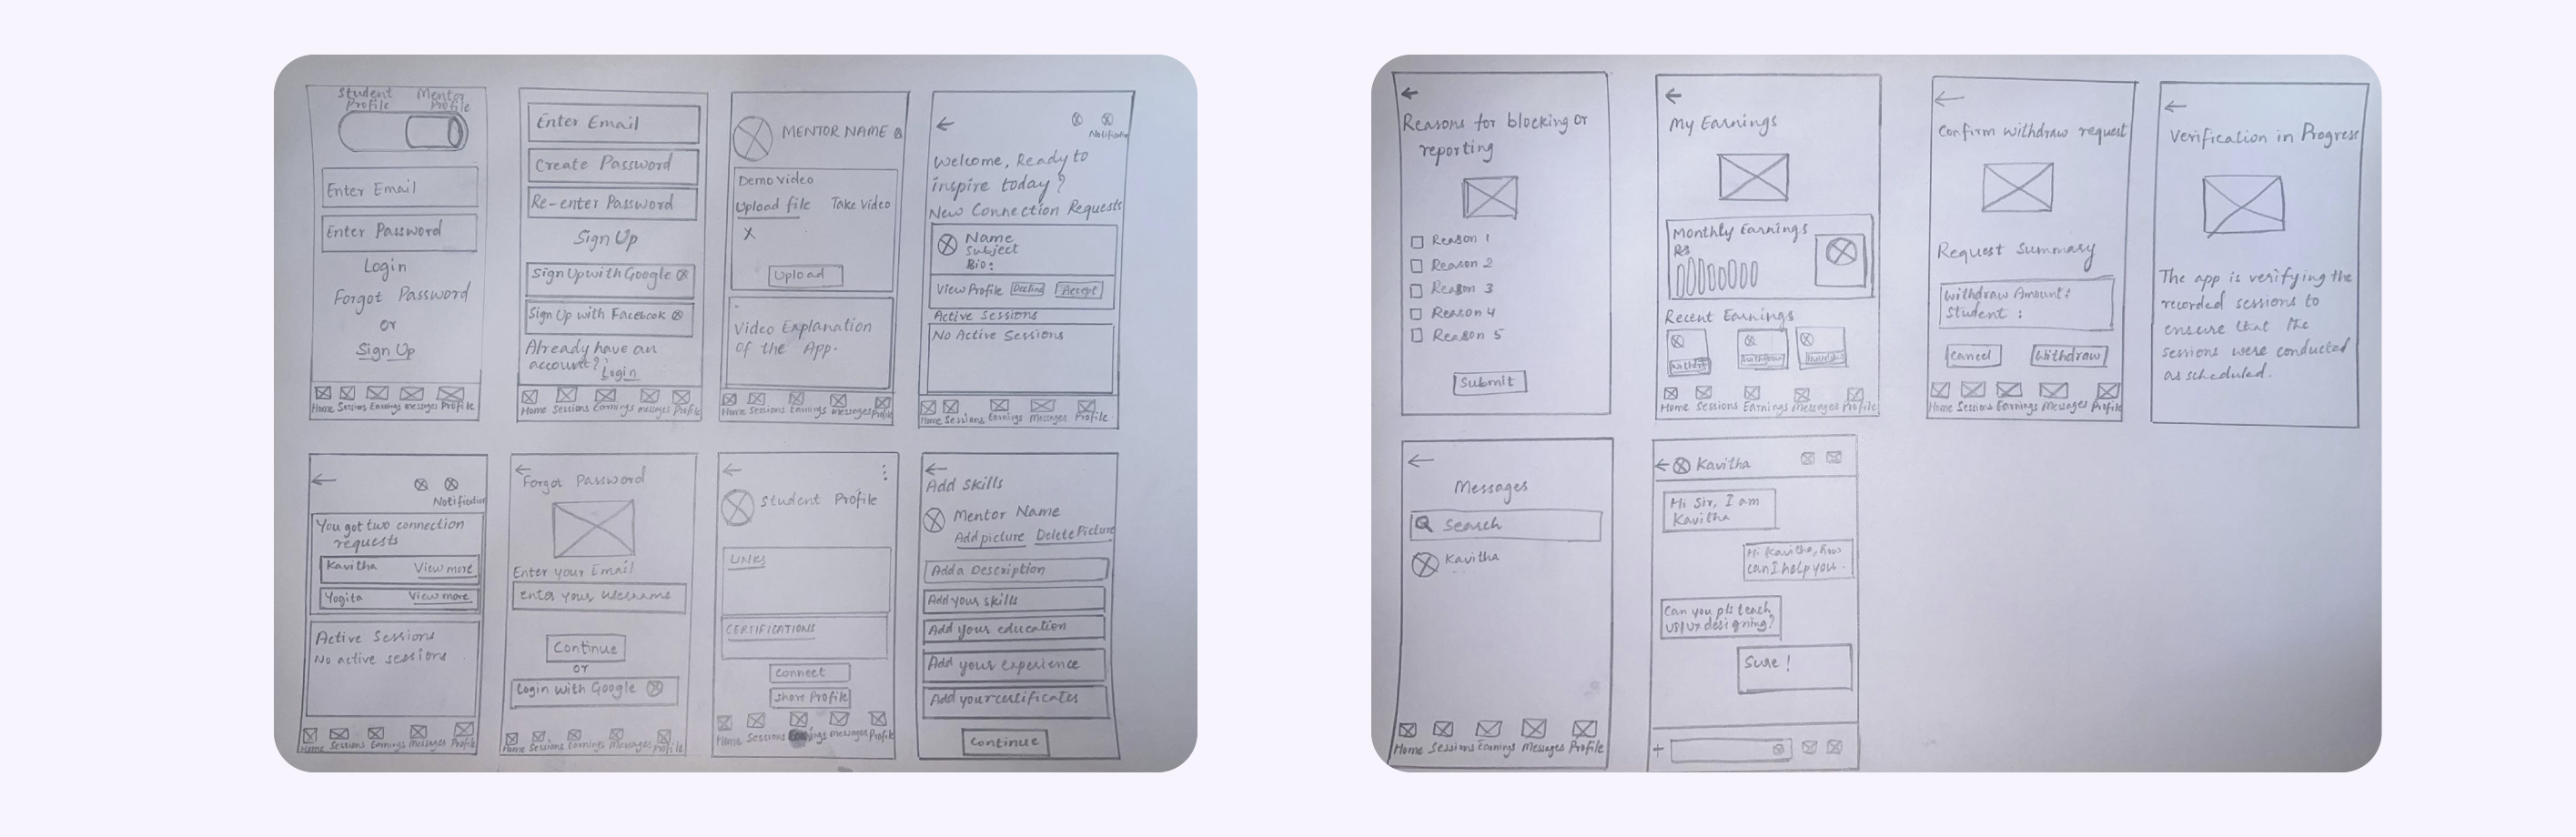 Student Profile
Mentor Profile
Enter Email
Enter Password
Login
Forgot Password
or
Sign Up
Home Sessions Earning messages Profile
Enter Email
Create Password
Re-enter Password
Sign Up
Sign Up with Google
Sign Up with Facebook
Already have an
account?
Login
Home Sessions Earnings messages Profile
MENTOR NAME
Demo Video
Upload file Take Video
X
Upload
Video Explanation
of the App.
Home Sessions Earnings messages Profile
Notification
Welcome, Ready to
inspire today?
New Connection Requests
Name
Subject
Bio:
View Profile Decline Accept
Active Sessions
No Active Sessions
Home Sessions Earnings Messages Profile
Notification
You got two connection
requests
Kavitha View more
Yogita View more
Active Sessions
No active sessions
Home Sessions Earnings Messages Profile
Forgot Password
Enter your Email
enter your username
Continue
or
Login with Google
Home Sessions Earnings Messages Profile
Student Profile
LINKS
CERTIFICATIONS
Connect
Share Profile
Home Sessions messages Profile
Add Skills
Mentor Name
Add picture Delete Picture
Add a Description
Add your skills
Add your education
Add your experience
Add your certificates
Continue
Reasons for blocking or
reporting
Reason 1
Reason 2
Reason 3
Reason 4
Reason 5
Submit
My Earnings
Monthly Earnings
Rs
Recent Earnings
Withdraw
Home Sessions Earnings Messages Profile
Confirm withdraw request
Request Summary
Withdraw Amount:
Student :
Cancel Withdraw
Home Sessions Earnings Messages Profile
Verification in Progress
The app is verifying the
recorded sessions to
ensure that the
sessions were conducted
as scheduled.
Messages
Search
Kavitha
Home Sessions Earnings Messages Profile
Kavitha
Hi Sir, I am
Kavitha
Hi Kavitha, how
can I help you.
Can you pls teach
designing?
Sure!
+